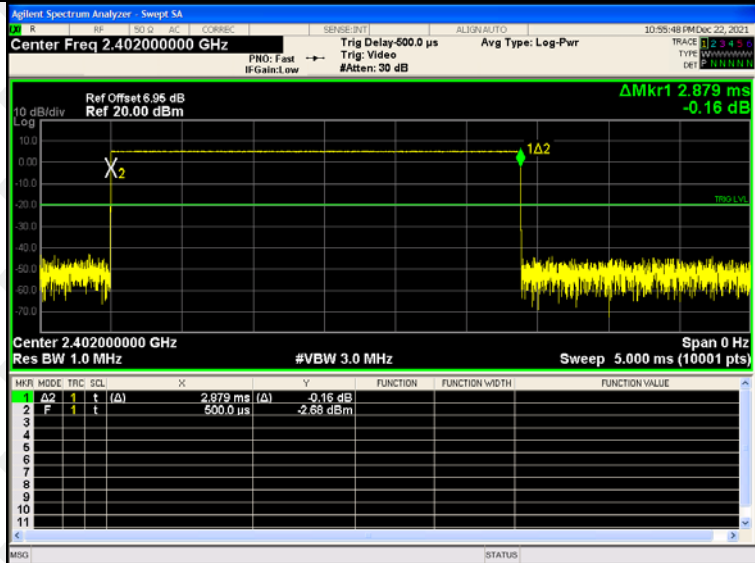 Agilent Spectrum Analyzer - Swept SA
LXI R RF 50 Ω AC CORREC SENSE:INT ALIGN AUTO 10:55:48 PM Dec 22, 2021
Center Freq 2.402000000 GHz
PNO: Fast
IFGain:Low
Trig Delay-500.0 µs
Trig: Video
#Atten: 30 dB
Avg Type: Log-Pwr
TRACE 1 2 3 4 5 6
TYPE WWWWWW
DET P N N N N N
ΔMkr1 2.879 ms
-0.16 dB
Ref Offset 6.95 dB
10 dB/div Ref 20.00 dBm
Log
10.0
0.00
-10.0
-20.0
-30.0
-40.0
-50.0
-60.0
-70.0
1Δ2
X2
TRIG LVL
Center 2.402000000 GHz Span 0 Hz
Res BW 1.0 MHz #VBW 3.0 MHz Sweep 5.000 ms (10001 pts)
MKR MODE TRC SCL X Y FUNCTION FUNCTION WIDTH FUNCTION VALUE
1 Δ2 1 t (Δ) 2.879 ms (Δ) -0.16 dB
2 F 1 t 500.0 µs -2.68 dBm
3
4
5
6
7
8
9
10
11
MSG STATUS